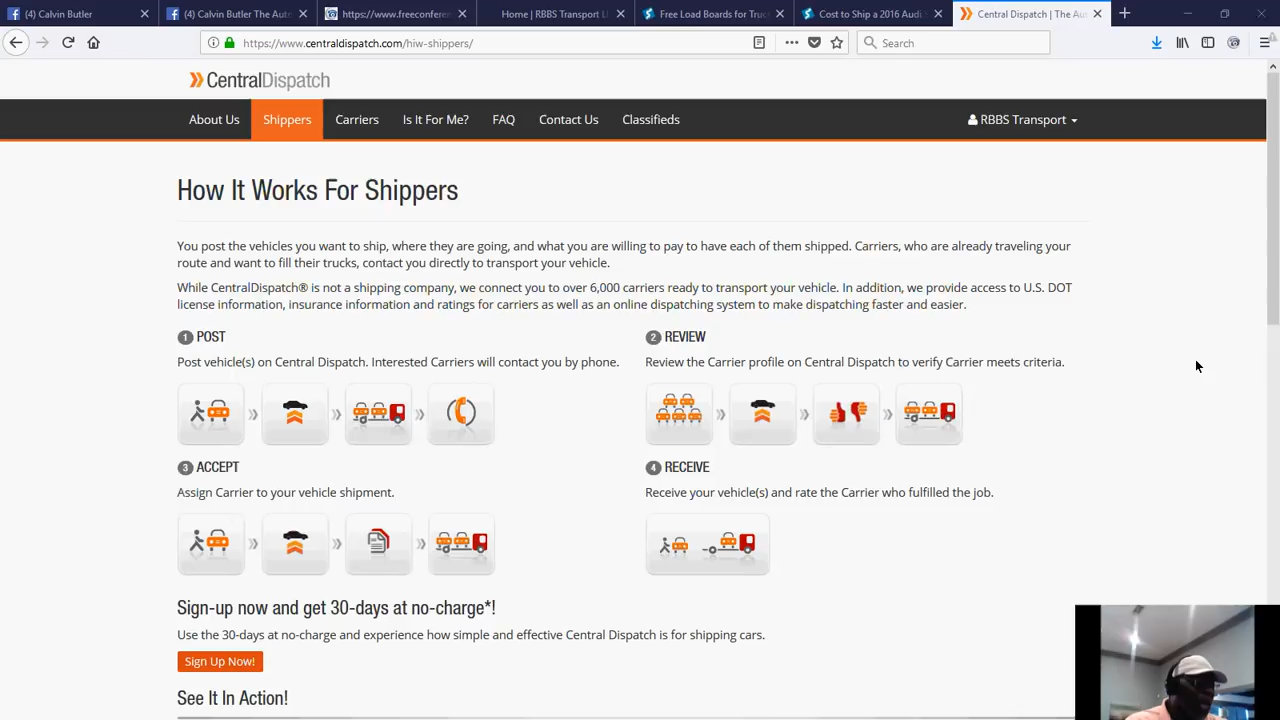 (4) Calvin Butler
(4) Calvin Butler The Aut
https://www.freeconfere
Home | RBBS Transport L
Free Load Boards for Truc
Cost to Ship a 2016 Audi
Central Dispatch | The Au
https://www.centraldispatch.com/hiw-shippers/
Search
CentralDispatch
About Us
Shippers
Carriers
Is It For Me?
FAQ
Contact Us
Classifieds
RBBS Transport
How It Works For Shippers
You post the vehicles you want to ship, where they are going, and what you are willing to pay to have each of them shipped. Carriers, who are already traveling your
route and want to fill their trucks, contact you directly to transport your vehicle.
While CentralDispatch® is not a shipping company, we connect you to over 6,000 carriers ready to transport your vehicle. In addition, we provide access to U.S. DOT
license information, insurance information and ratings for carriers as well as an online dispatching system to make dispatching faster and easier.
1 POST
Post vehicle(s) on Central Dispatch. Interested Carriers will contact you by phone.
2 REVIEW
Review the Carrier profile on Central Dispatch to verify Carrier meets criteria.
3 ACCEPT
Assign Carrier to your vehicle shipment.
4 RECEIVE
Receive your vehicle(s) and rate the Carrier who fulfilled the job.
Sign-up now and get 30-days at no-charge*!
Use the 30-days at no-charge and experience how simple and effective Central Dispatch is for shipping cars.
Sign Up Now!
See It In Action!